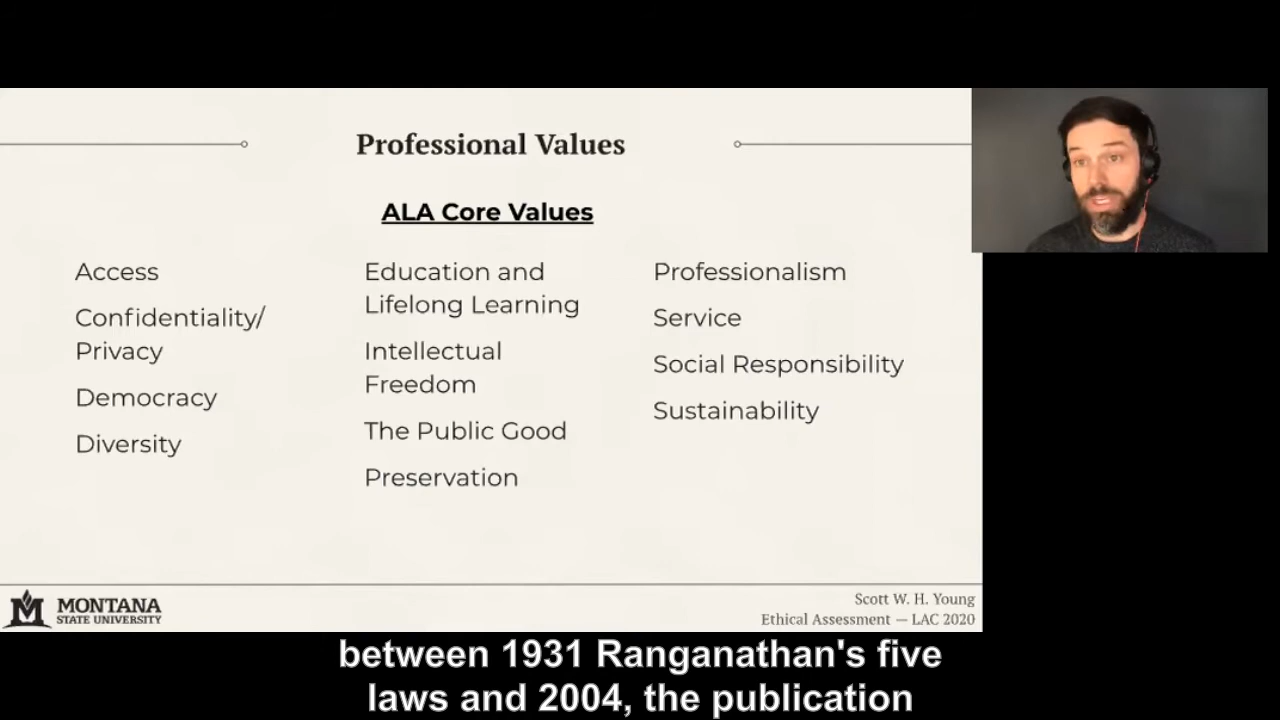 Professional Values
ALA Core Values
Access
Confidentiality/
Privacy
Democracy
Diversity
Education and
Lifelong Learning
Intellectual
Freedom
The Public Good
Preservation
Professionalism
Service
Social Responsibility
Sustainability
M MONTANA
STATE UNIVERSITY
Scott W. H. Young
Ethical Assessment — LAC 2020
between 1931 Ranganathan's five
laws and 2004, the publication